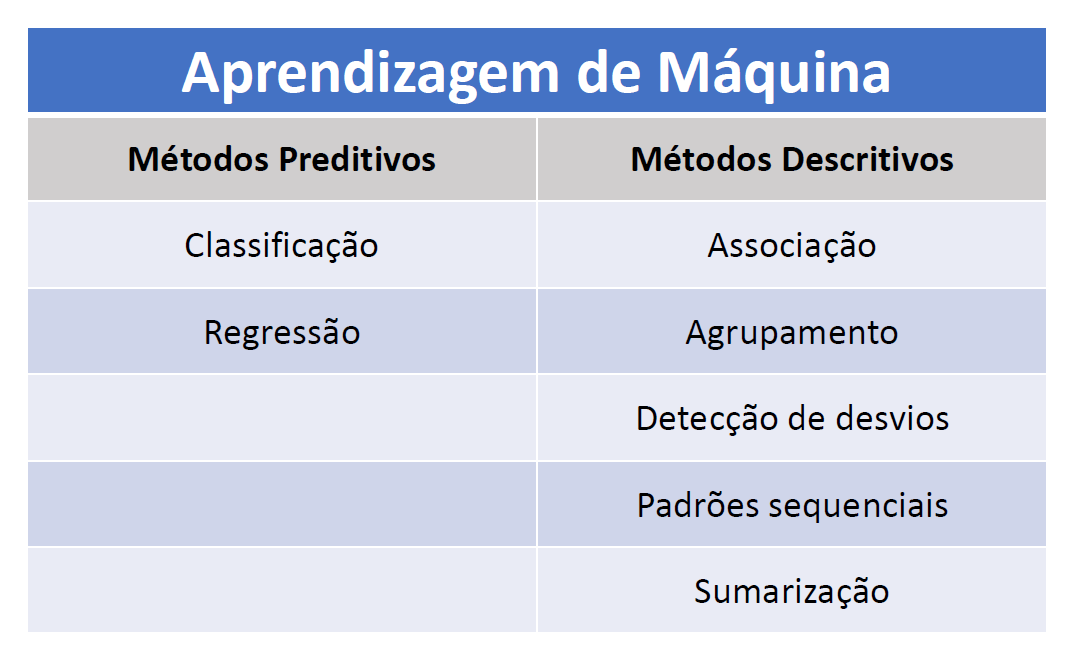 Aprendizagem de Máquina
Métodos Preditivos
Métodos Descritivos
Classificação
Associação
Regressão
Agrupamento
Detecção de desvios
Padrões sequenciais
Sumarização